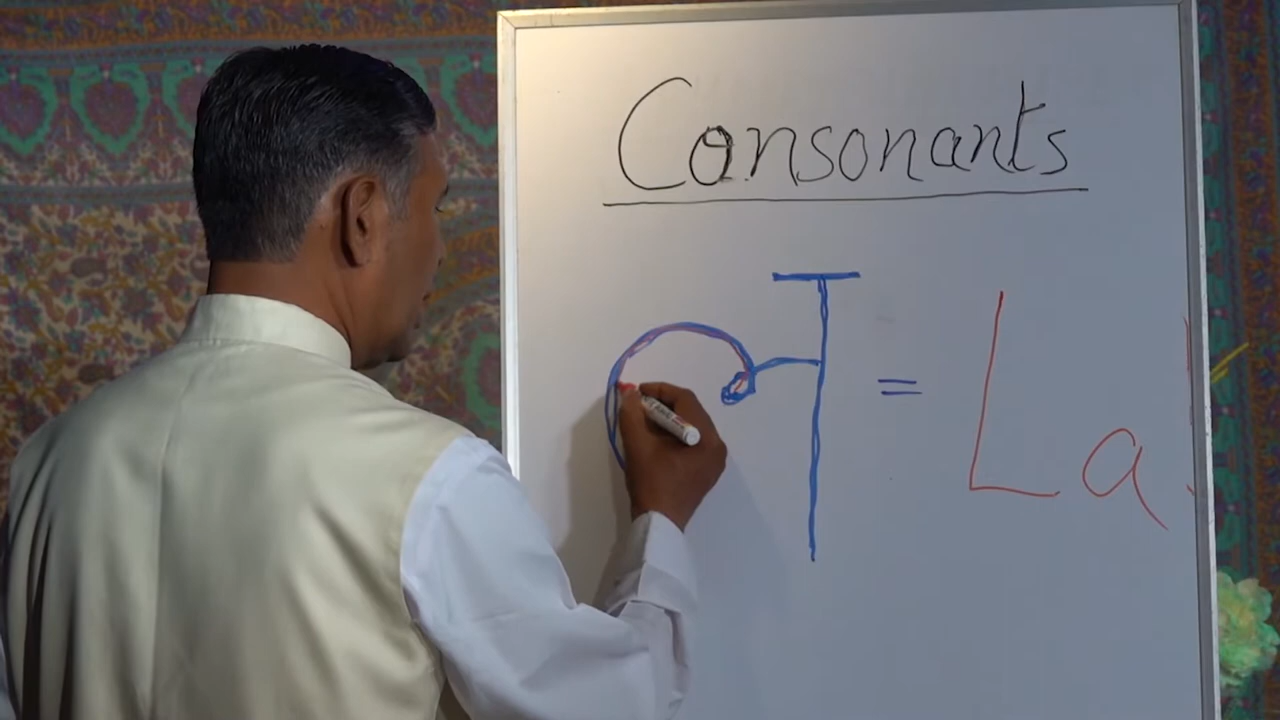 Consonants
𑆬 = La